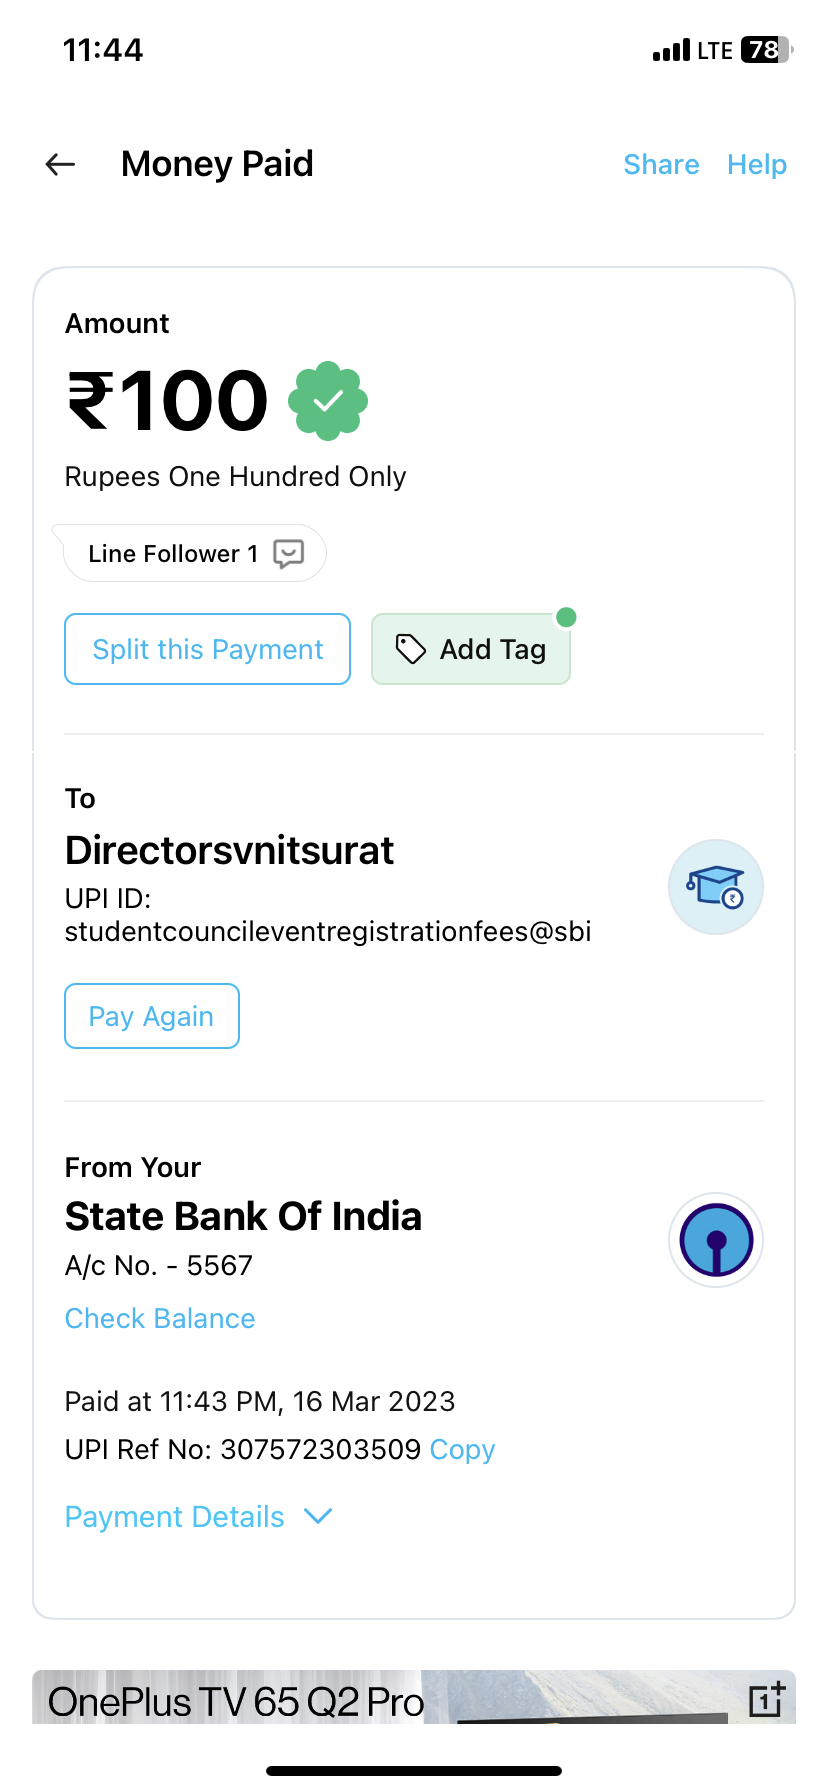 11:44
LTE 78
Money Paid
Share Help
Amount
₹100
Rupees One Hundred Only
Line Follower 1
Split this Payment
Add Tag
To
Directorsvnitsurat
UPI ID:
studentcouncileventregistrationfees@sbi
Pay Again
From Your
State Bank Of India
A/c No. - 5567
Check Balance
Paid at 11:43 PM, 16 Mar 2023
UPI Ref No: 307572303509 Copy
Payment Details
OnePlus TV 65 Q2 Pro